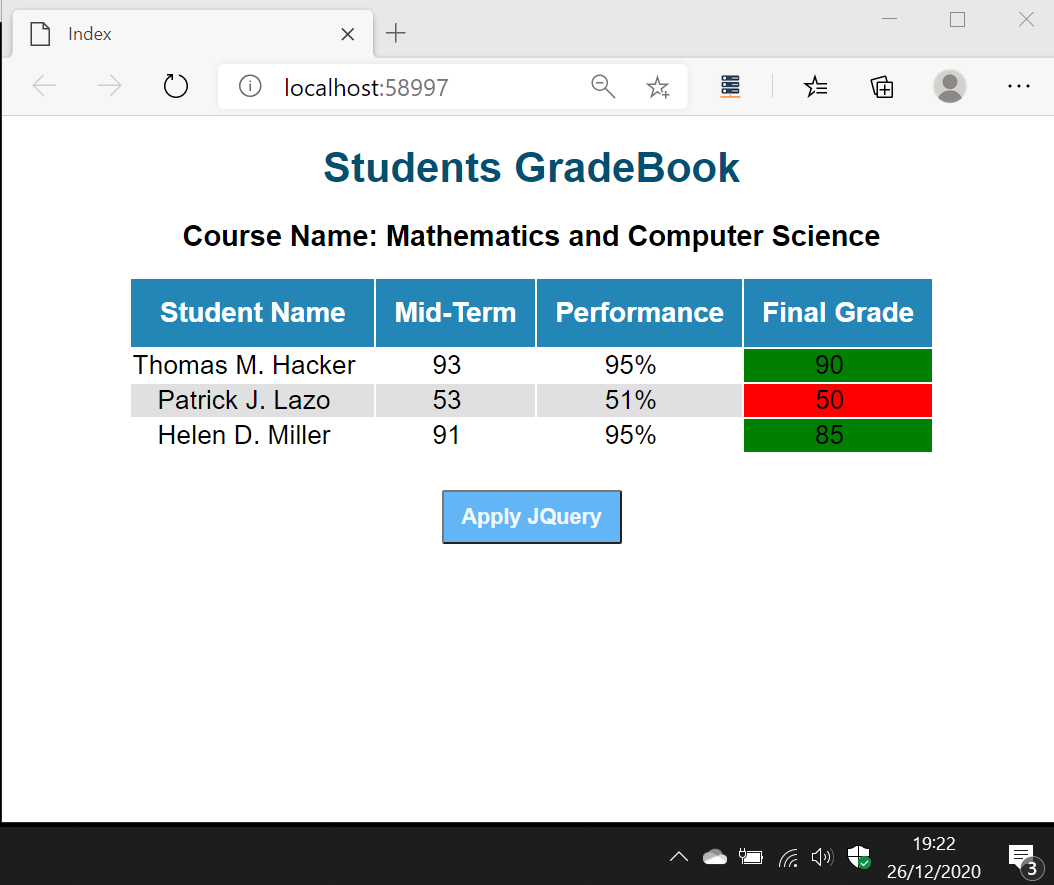 Index
localhost:58997
Students GradeBook
Course Name: Mathematics and Computer Science
Student Name Mid-Term Performance Final Grade
Thomas M. Hacker 93 95% 90
Patrick J. Lazo 53 51% 50
Helen D. Miller 91 95% 85
Apply JQuery
19:22
26/12/2020
3